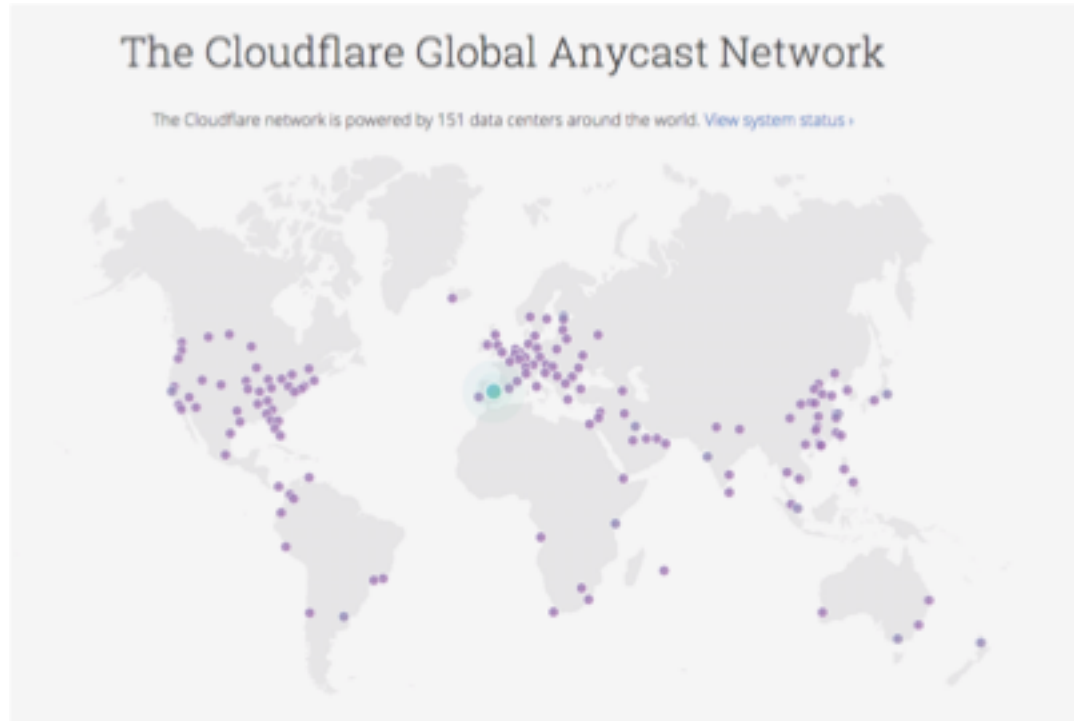 The Cloudflare Global Anycast Network
The Cloudflare network is powered by 151 data centers around the world. View system status ›